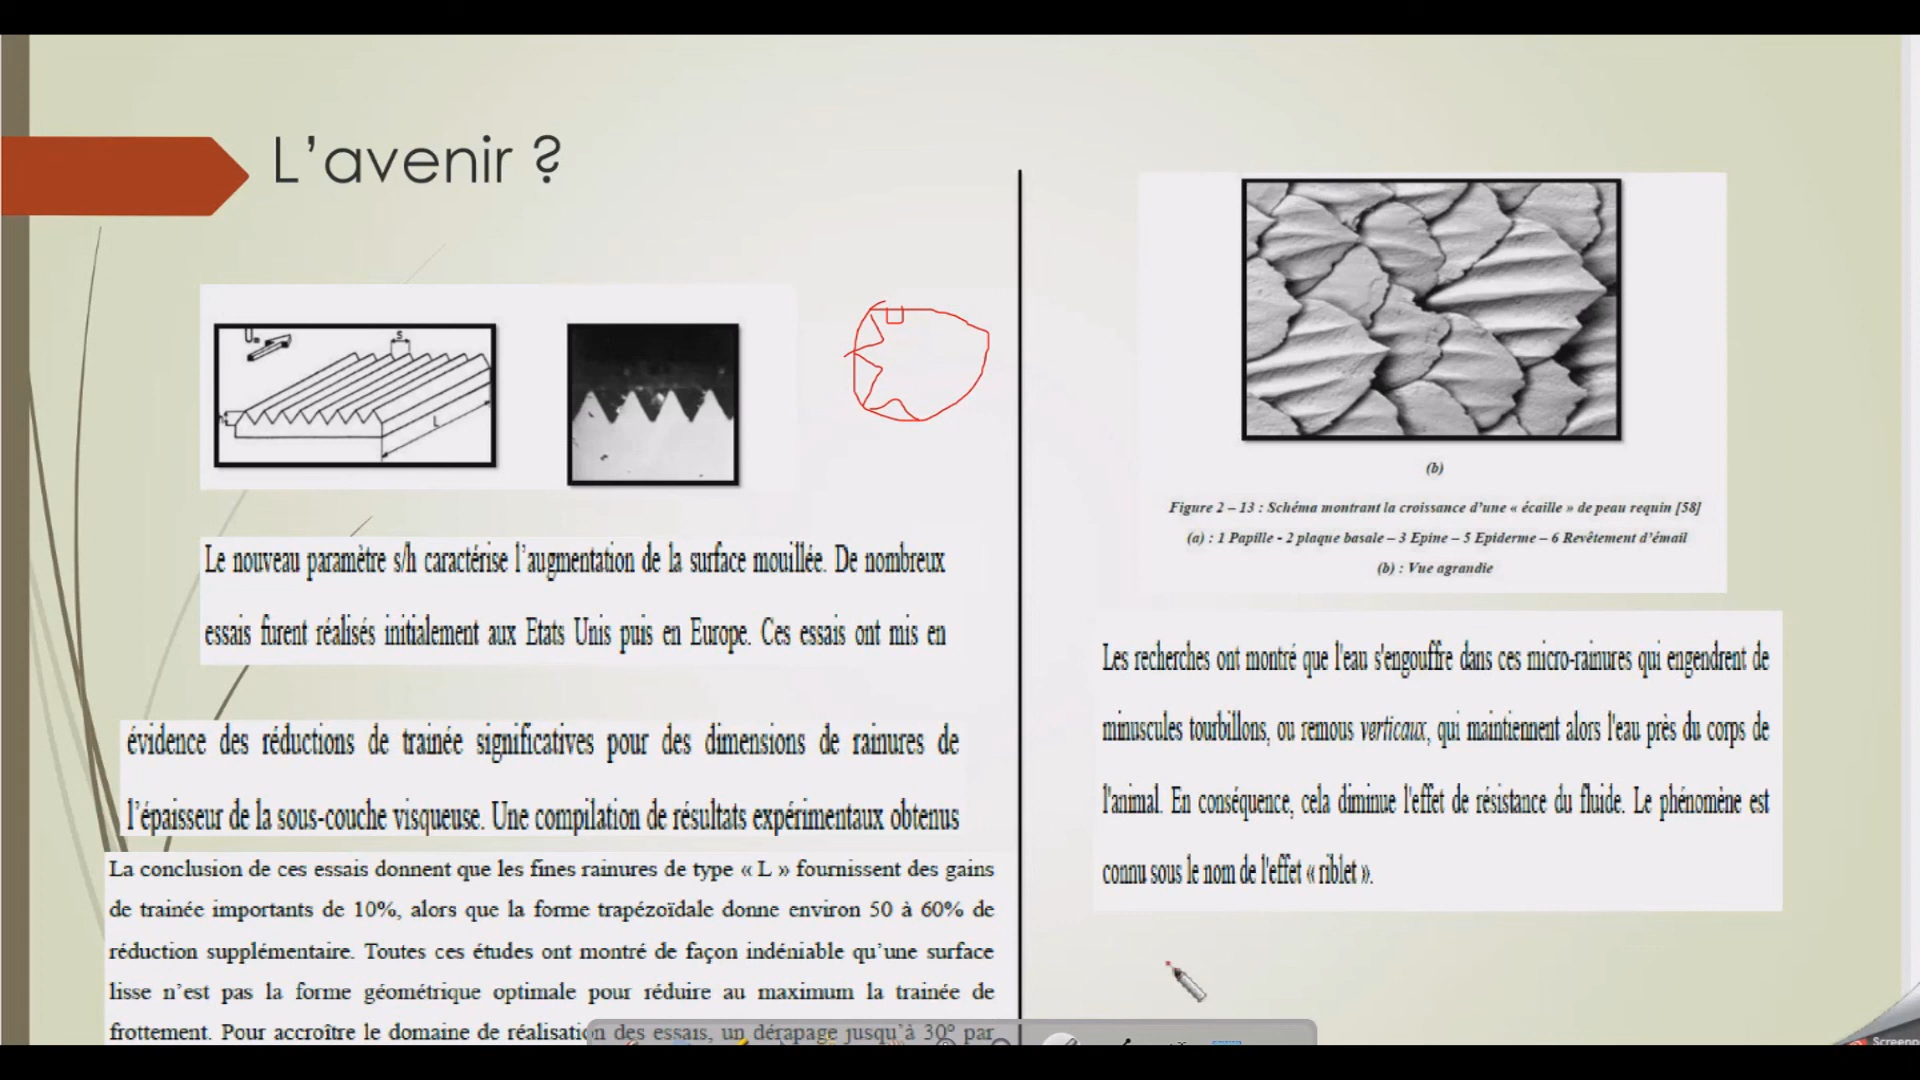 L'avenir ?
U∞
s
L
Le nouveau paramètre s/h caractérise l'augmentation de la surface mouillée. De nombreux
essais furent réalisés initialement aux Etats Unis puis en Europe. Ces essais ont mis en
évidence des réductions de trainée significatives pour des dimensions de rainures de
l'épaisseur de la sous-couche visqueuse. Une compilation de résultats expérimentaux obtenus
La conclusion de ces essais donnent que les fines rainures de type « L » fournissent des gains
de trainée importants de 10%, alors que la forme trapézoïdale donne environ 50 à 60% de
réduction supplémentaire. Toutes ces études ont montré de façon indéniable qu'une surface
lisse n'est pas la forme géométrique optimale pour réduire au maximum la trainée de
frottement. Pour accroître le domaine de réalisation des essais, un dérapage jusqu'à 30° par
(b)
Figure 2 – 13 : Schéma montrant la croissance d'une « écaille » de peau requin [58]
(a) : 1 Papille - 2 plaque basale – 3 Epine – 5 Epiderme – 6 Revêtement d'émail
(b) : Vue agrandie
Les recherches ont montré que l'eau s'engouffre dans ces micro-rainures qui engendrent de
minuscules tourbillons, ou remous verticaux, qui maintiennent alors l'eau près du corps de
l'animal. En conséquence, cela diminue l'effet de résistance du fluide. Le phénomène est
connu sous le nom de l'effet « riblet ».